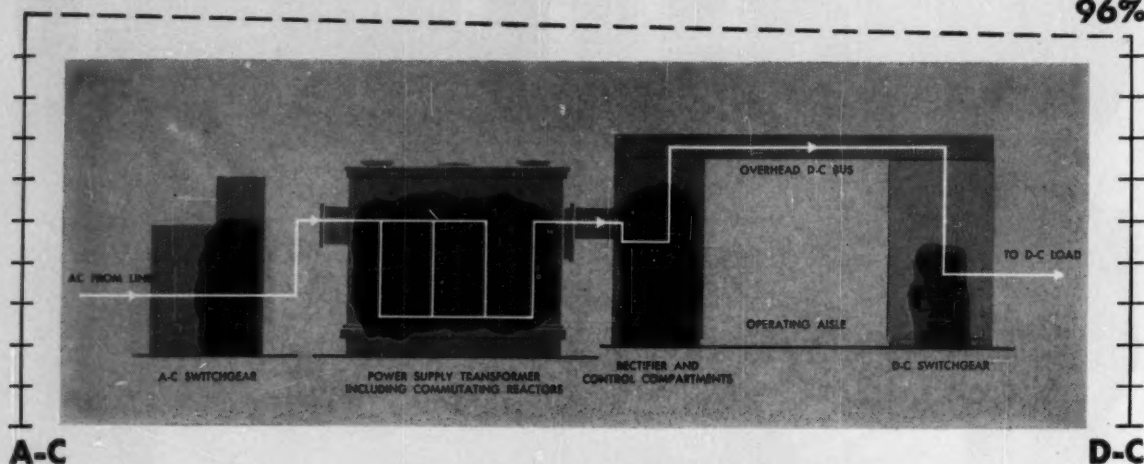 96%
OVERHEAD D-C BUS
AC FROM LINE
TO D-C LOAD
OPERATING AISLE
A-C SWITCHGEAR
POWER SUPPLY TRANSFORMER
INCLUDING COMMUTATING REACTORS
RECTIFIER AND
CONTROL COMPARTMENTS
D-C SWITCHGEAR
A-C
D-C